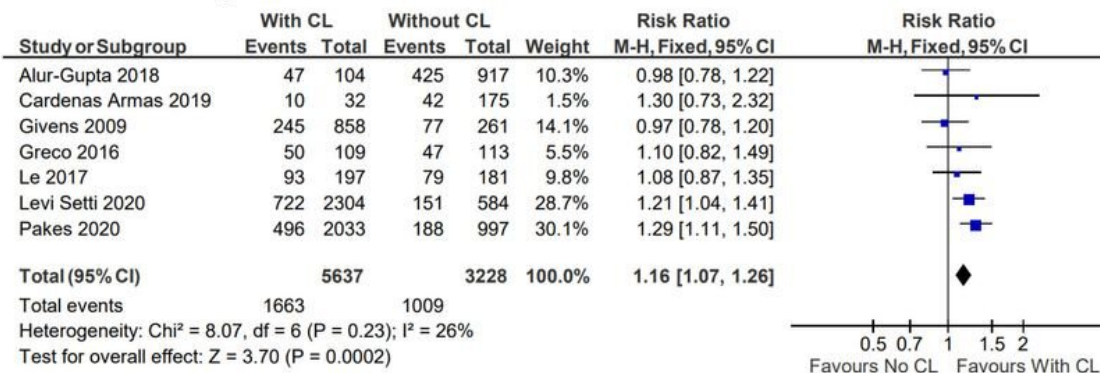 With CL Without CL Risk Ratio Risk Ratio
Study or Subgroup Events Total Events Total Weight M-H, Fixed, 95% CI M-H, Fixed, 95% CI
Alur-Gupta 2018 47 104 425 917 10.3% 0.98 [0.78, 1.22]
Cardenas Armas 2019 10 32 42 175 1.5% 1.30 [0.73, 2.32]
Givens 2009 245 858 77 261 14.1% 0.97 [0.78, 1.20]
Greco 2016 50 109 47 113 5.5% 1.10 [0.82, 1.49]
Le 2017 93 197 79 181 9.8% 1.08 [0.87, 1.35]
Levi Setti 2020 722 2304 151 584 28.7% 1.21 [1.04, 1.41]
Pakes 2020 496 2033 188 997 30.1% 1.29 [1.11, 1.50]
Total (95% CI) 5637 3228 100.0% 1.16 [1.07, 1.26]
Total events 1663 1009
Heterogeneity: Chi² = 8.07, df = 6 (P = 0.23); I² = 26%
Test for overall effect: Z = 3.70 (P = 0.0002)
0.5 0.7 1 1.5 2
Favours No CL Favours With CL